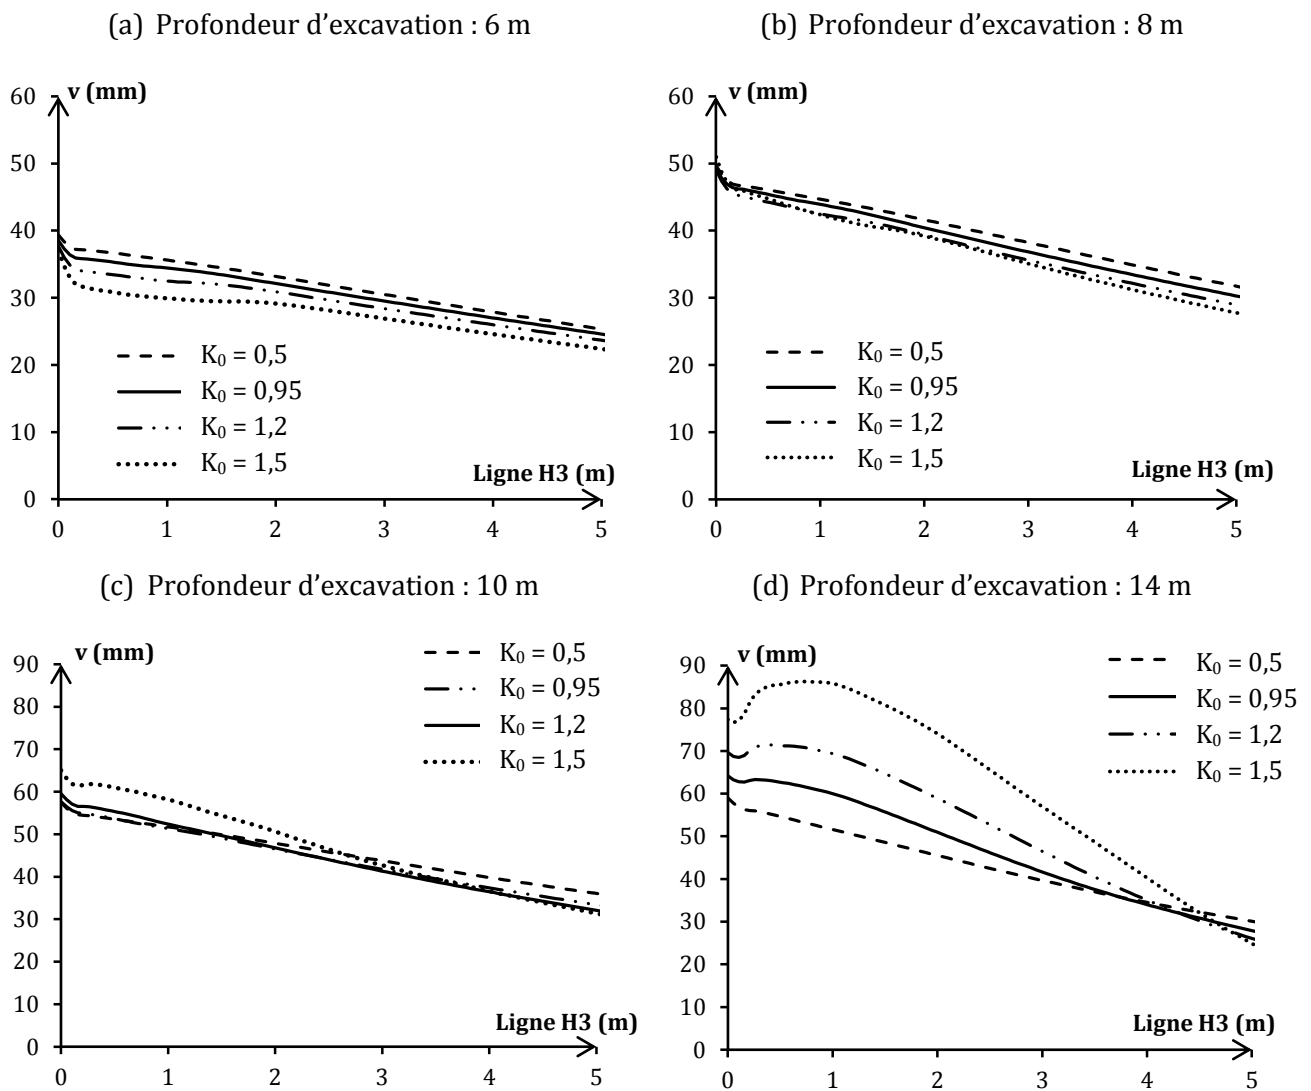 (a) Profondeur d’excavation : 6 m
v (mm)
60
50
40
30
20
10
0
K₀ = 0,5
K₀ = 0,95
K₀ = 1,2
K₀ = 1,5
Ligne H3 (m)
0 1 2 3 4 5
(b) Profondeur d’excavation : 8 m
v (mm)
60
50
40
30
20
10
0
K₀ = 0,5
K₀ = 0,95
K₀ = 1,2
K₀ = 1,5
Ligne H3 (m)
0 1 2 3 4 5
(c) Profondeur d’excavation : 10 m
v (mm)
90
80
70
60
50
40
30
20
10
0
K₀ = 0,5
K₀ = 0,95
K₀ = 1,2
K₀ = 1,5
Ligne H3 (m)
0 1 2 3 4 5
(d) Profondeur d’excavation : 14 m
v (mm)
90
80
70
60
50
40
30
20
10
0
K₀ = 0,5
K₀ = 0,95
K₀ = 1,2
K₀ = 1,5
Ligne H3 (m)
0 1 2 3 4 5